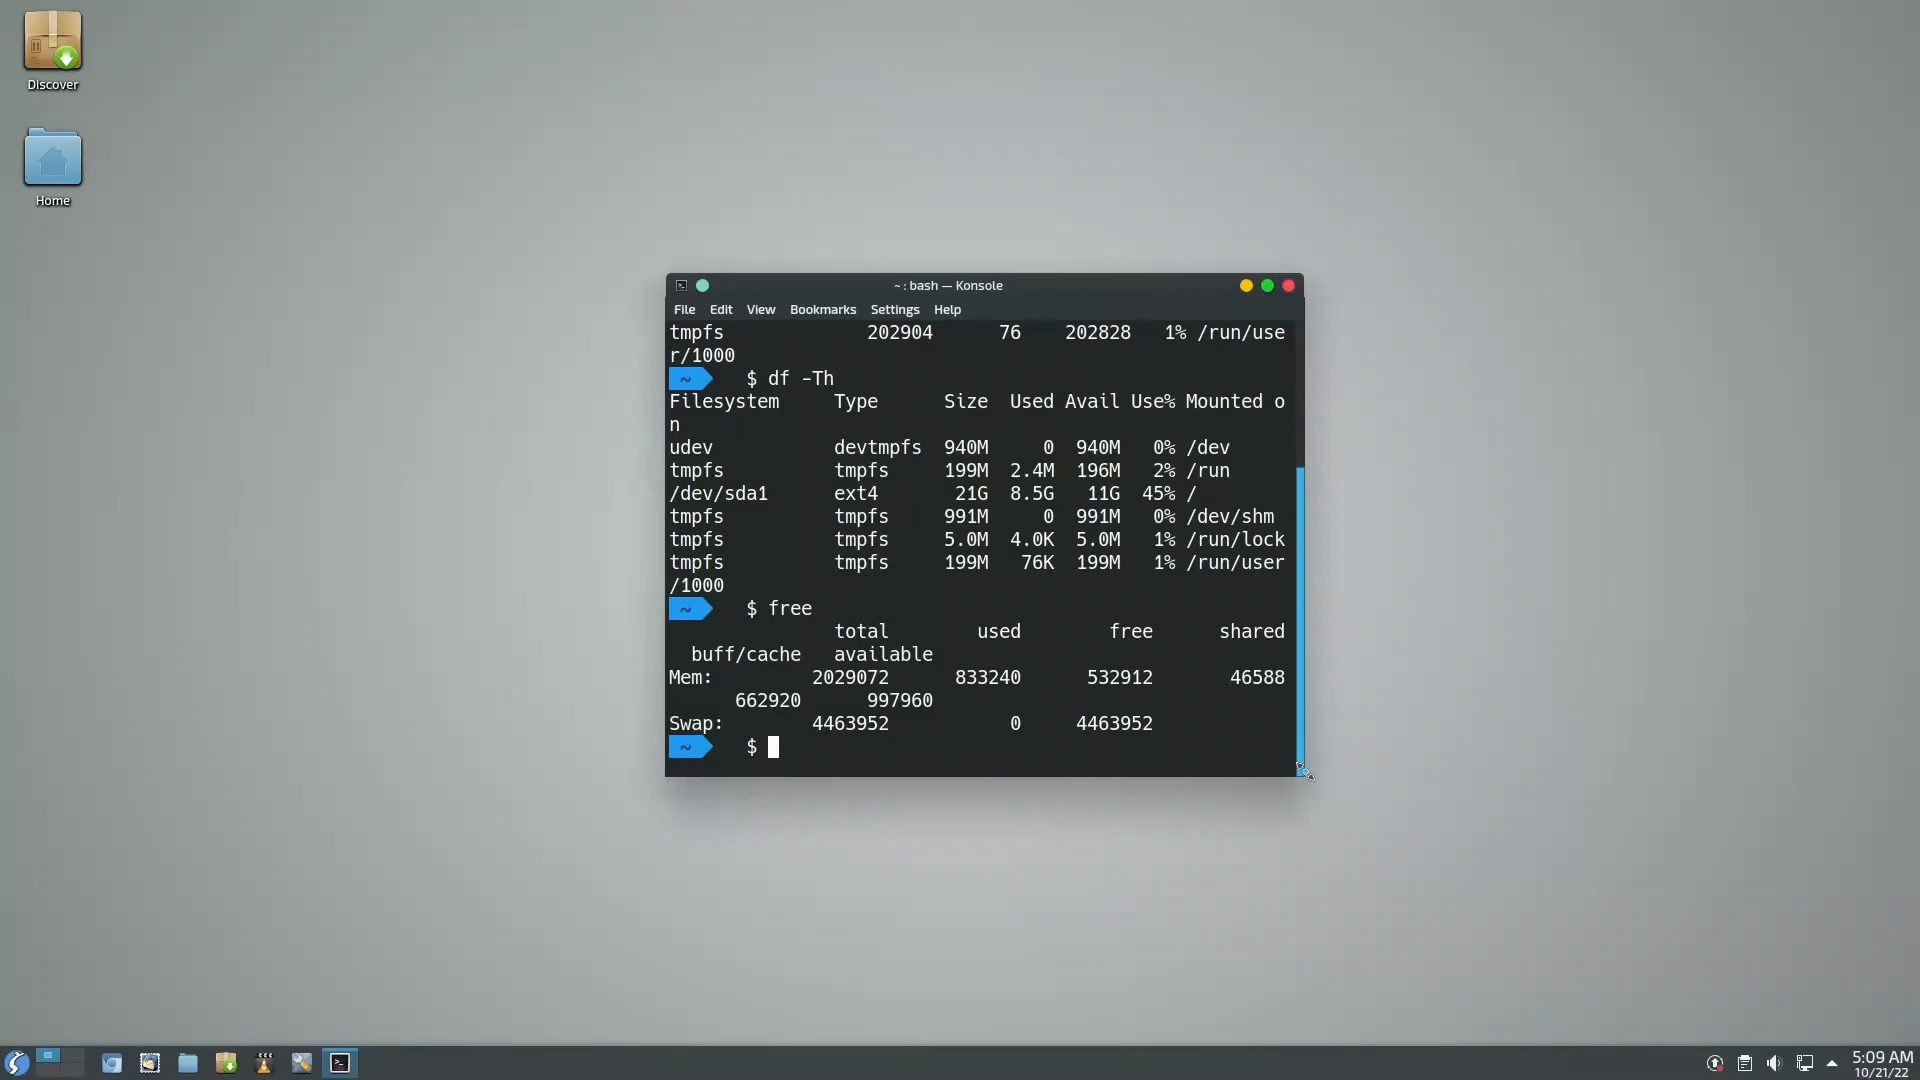 Discover
Home
~ : bash — Konsole
File Edit View Bookmarks Settings Help
tmpfs 202904 76 202828 1% /run/use
r/1000
~ $ df -Th
Filesystem Type Size Used Avail Use% Mounted o
n
udev devtmpfs 940M 0 940M 0% /dev
tmpfs tmpfs 199M 2.4M 196M 2% /run
/dev/sda1 ext4 21G 8.5G 11G 45% /
tmpfs tmpfs 991M 0 991M 0% /dev/shm
tmpfs tmpfs 5.0M 4.0K 5.0M 1% /run/lock
tmpfs tmpfs 199M 76K 199M 1% /run/user
/1000
~ $ free
total used free shared
buff/cache available
Mem: 2029072 833240 532912 46588
662920 997960
Swap: 4463952 0 4463952
~ $
5:09 AM
10/21/22